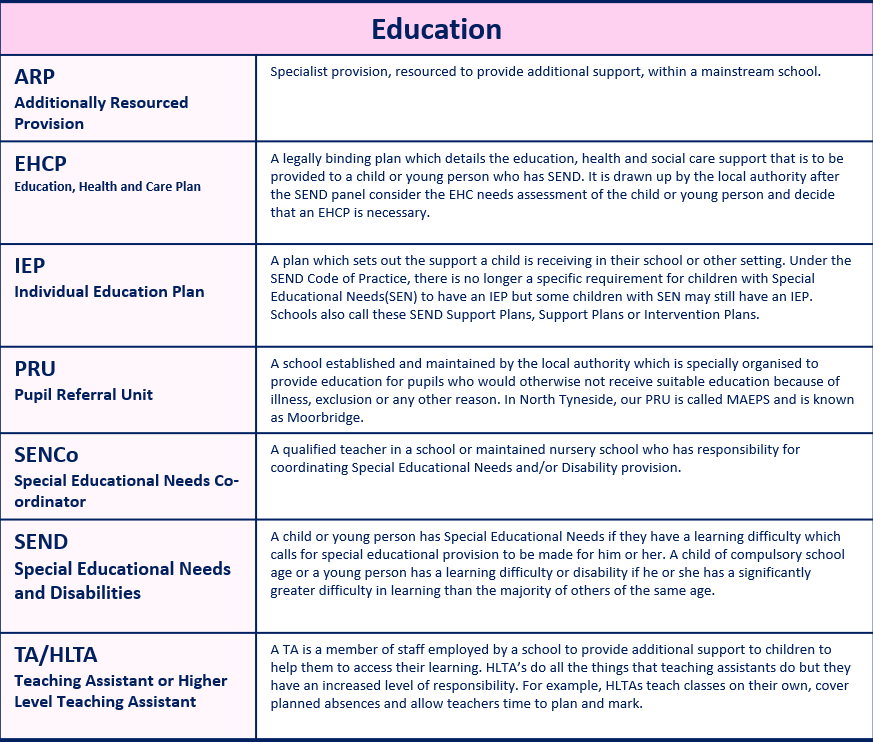 Education
ARP
Additionally Resourced
Provision
Specialist provision, resourced to provide additional support, within a mainstream school.
EHCP
Education, Health and Care Plan
A legally binding plan which details the education, health and social care support that is to be
provided to a child or young person who has SEND. It is drawn up by the local authority after
the SEND panel consider the EHC needs assessment of the child or young person and decide
that an EHCP is necessary.
IEP
Individual Education Plan
A plan which sets out the support a child is receiving in their school or other setting. Under the
SEND Code of Practice, there is no longer a specific requirement for children with Special
Educational Needs(SEN) to have an IEP but some children with SEN may still have an IEP.
Schools also call these SEND Support Plans, Support Plans or Intervention Plans.
PRU
Pupil Referral Unit
A school established and maintained by the local authority which is specially organised to
provide education for pupils who would otherwise not receive suitable education because of
illness, exclusion or any other reason. In North Tyneside, our PRU is called MAEPS and is known
as Moorbridge.
SENCo
Special Educational Needs Co-
ordinator
A qualified teacher in a school or maintained nursery school who has responsibility for
coordinating Special Educational Needs and/or Disability provision.
SEND
Special Educational Needs
and Disabilities
A child or young person has Special Educational Needs if they have a learning difficulty which
calls for special educational provision to be made for him or her. A child of compulsory school
age or a young person has a learning difficulty or disability if he or she has a significantly
greater difficulty in learning than the majority of others of the same age.
TA/HLTA
Teaching Assistant or Higher
Level Teaching Assistant
A TA is a member of staff employed by a school to provide additional support to children to
help them to access their learning. HLTA’s do all the things that teaching assistants do but they
have an increased level of responsibility. For example, HLTAs teach classes on their own, cover
planned absences and allow teachers time to plan and mark.